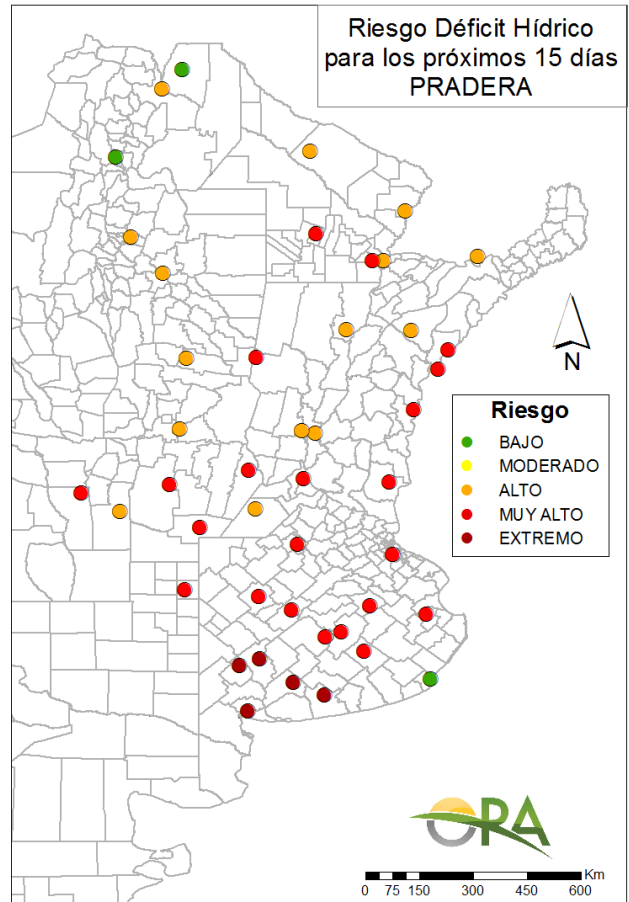 Riesgo Déficit Hídrico
para los próximos 15 días
PRADERA
N
Riesgo
BAJO
MODERADO
ALTO
MUY ALTO
EXTREMO
ORA
Km
0 75 150 300 450 600